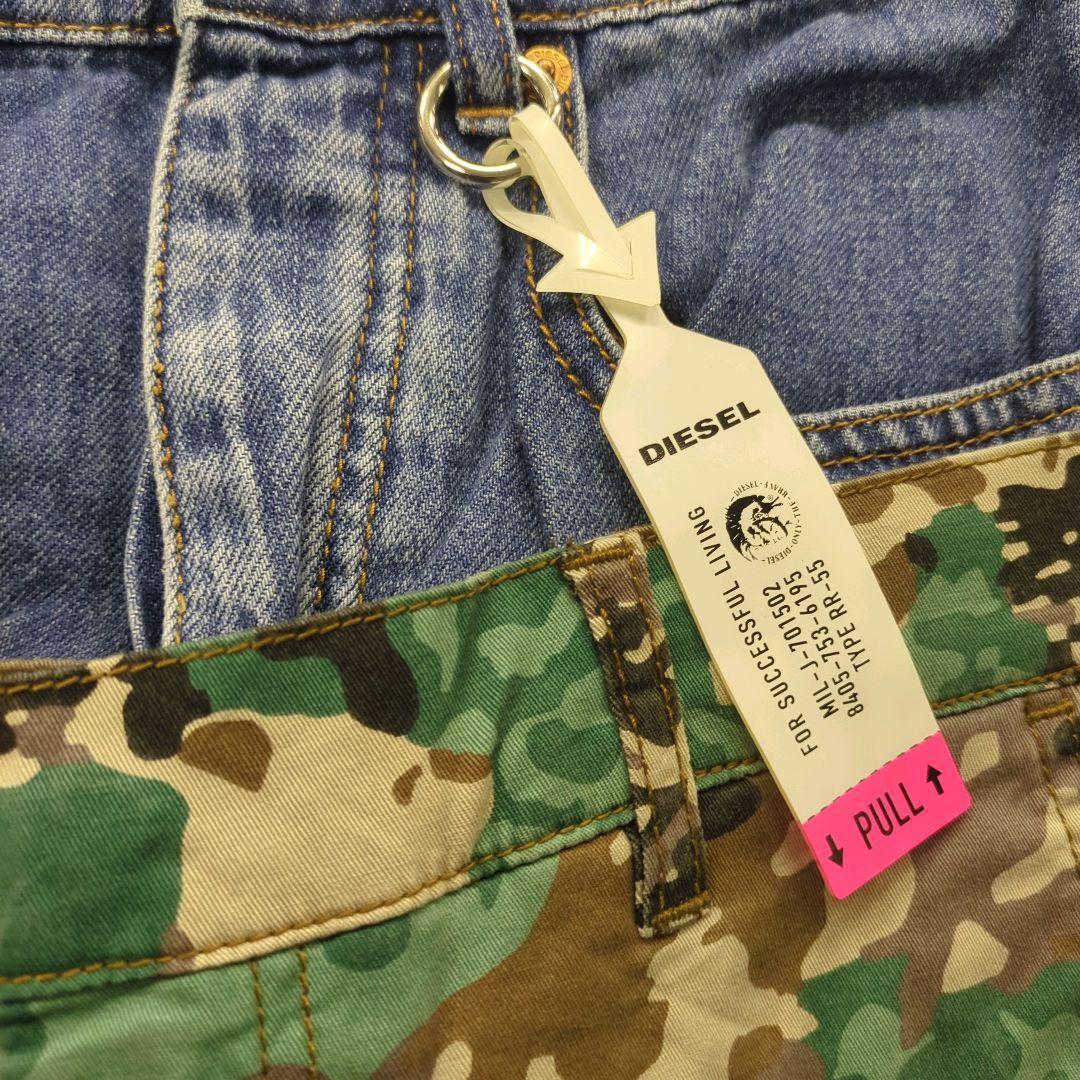 DIESEL
FOR SUCCESSFUL LIVING
MIL-J-701502
8405-753-6195
TYPE RR-55
PULL